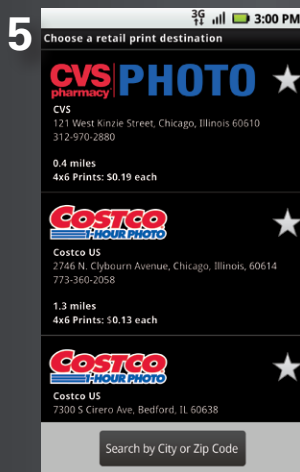 5
3G 3:00 PM
Choose a retail print destination
CVS pharmacy PHOTO
CVS
121 West Kinzie Street, Chicago, Illinois 60610
312-970-2880
0.4 miles
4x6 Prints: $0.19 each
COSTCO
1-HOUR PHOTO
Costco US
2746 N. Clybourn Avenue, Chicago, Illinois, 60614
773-360-2058
1.3 miles
4x6 Prints: $0.13 each
COSTCO
1-HOUR PHOTO
Costco US
7300 S Cirero Ave, Bedford, IL 60638
Search by City or Zip Code